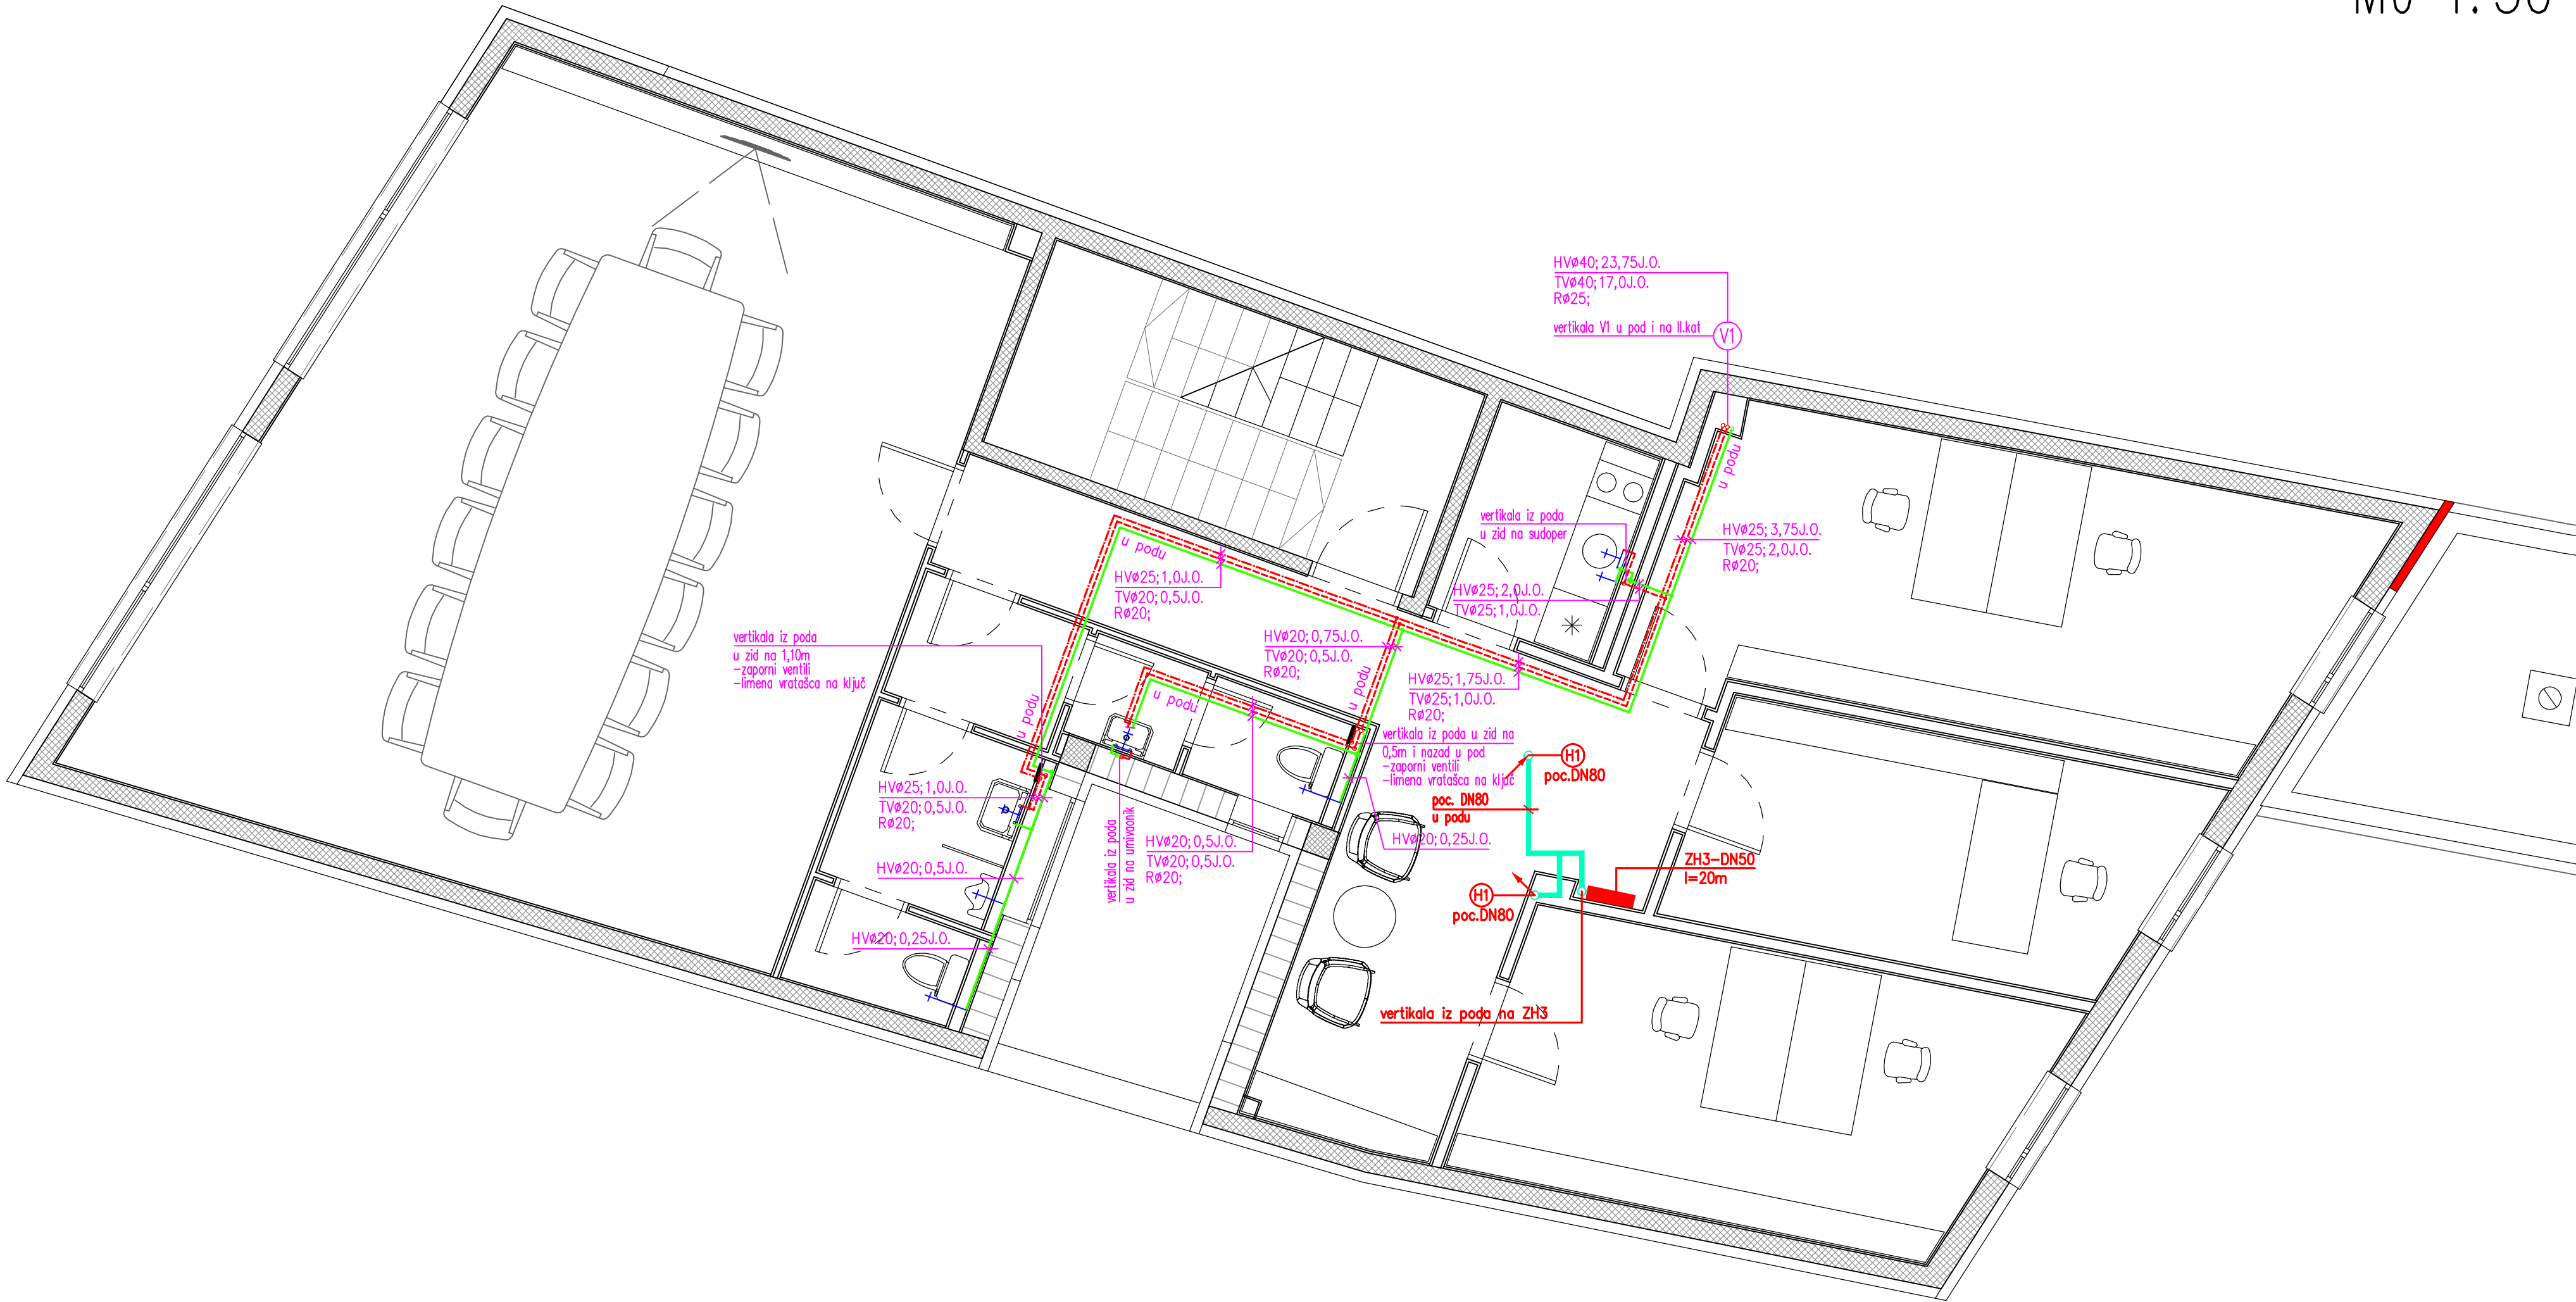 MJ 1:50
HVø40;23,75J.O.
TVø40;17,0J.O.
Rø25;
vertikala V1 u pod i na II.kat
V1
u podu
vertikala iz poda
u zid na sudoper
HVø25;3,75J.O.
TVø25;2,0J.O.
Rø20;
u podu
HVø25;1,0J.O.
TVø20;0,5J.O.
Rø20;
HVø25;2,0J.O.
TVø25;1,0J.O.
vertikala iz poda
u zid na 1,10m
-zaporni ventili
-limena vratašca na ključ
HVø20;0,75J.O.
TVø20;0,5J.O.
Rø20;
HVø25;1,75J.O.
TVø25;1,0J.O.
Rø20;
u podu
u podu
u podu
vertikala iz poda u zid na
0,5m i nazad u pod
-zaporni ventili
-limena vratašca na ključ
H1
poc.DN80
HVø25;1,0J.O.
TVø20;0,5J.O.
Rø20;
poc. DN80
u podu
vertikala iz poda
u zid na umivaonik
HVø20;0,5J.O.
TVø20;0,5J.O.
Rø20;
HVø20;0,25J.O.
HVø20;0,5J.O.
ZH3-DN50
l=20m
H1
poc.DN80
HVø20;0,25J.O.
vertikala iz poda na ZH3